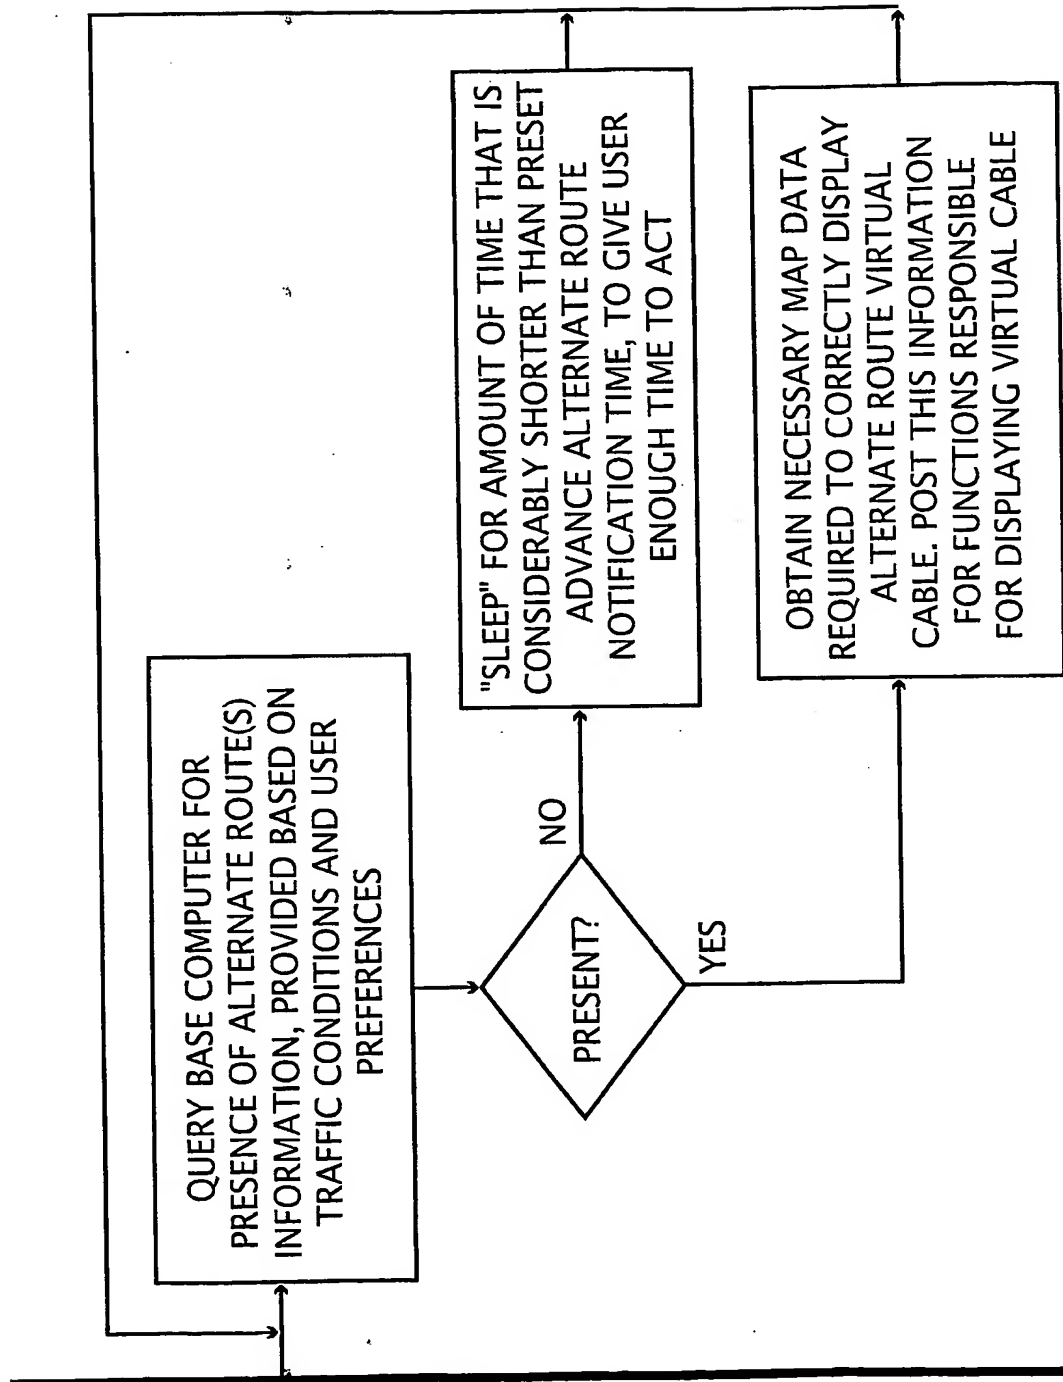 QUERY BASE COMPUTER FOR
PRESENCE OF ALTERNATE ROUTE(S)
INFORMATION, PROVIDED BASED ON
TRAFFIC CONDITIONS AND USER
PREFERENCES
PRESENT?
NO
YES
"SLEEP" FOR AMOUNT OF TIME THAT IS
CONSIDERABLY SHORTER THAN PRESET
ADVANCE ALTERNATE ROUTE
NOTIFICATION TIME, TO GIVE USER
ENOUGH TIME TO ACT
OBTAIN NECESSARY MAP DATA
REQUIRED TO CORRECTLY DISPLAY
ALTERNATE ROUTE VIRTUAL
CABLE. POST THIS INFORMATION
FOR FUNCTIONS RESPONSIBLE
FOR DISPLAYING VIRTUAL CABLE